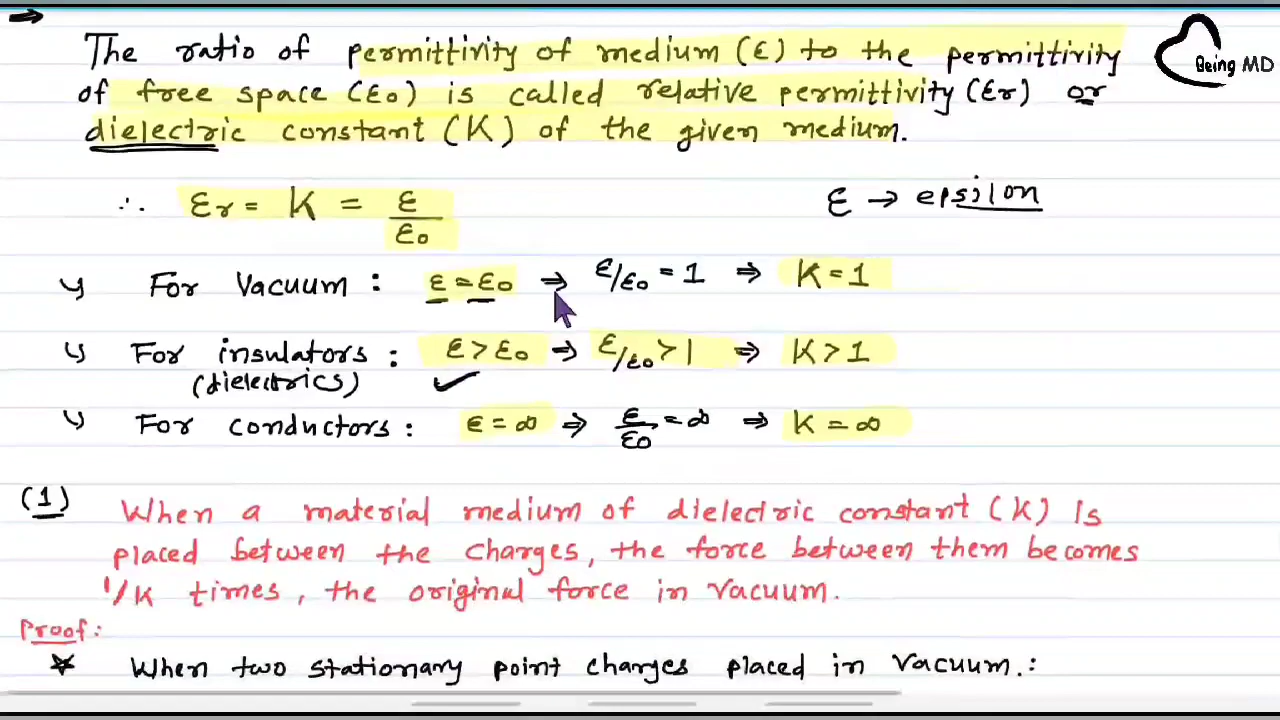 The ratio of permittivity of medium (ε) to the permittivity
of free space (ε₀) is called relative permittivity (εr) or
dielectric constant (K) of the given medium.
Being MD
∴ εr = K = ε/ε₀
ε → epsilon
For Vacuum : ε = ε₀ ⇒ ε/ε₀ = 1 ⇒ K = 1
For insulators : ε > ε₀ ⇒ ε/ε₀ > 1 ⇒ K > 1
(dielectrics)
For conductors : ε = ∞ ⇒ ε/ε₀ = ∞ ⇒ K = ∞
(1) When a material medium of dielectric constant (K) is
placed between the charges, the force between them becomes
1/K times, the original force in vacuum.
Proof :
When two stationary point charges placed in vacuum. :